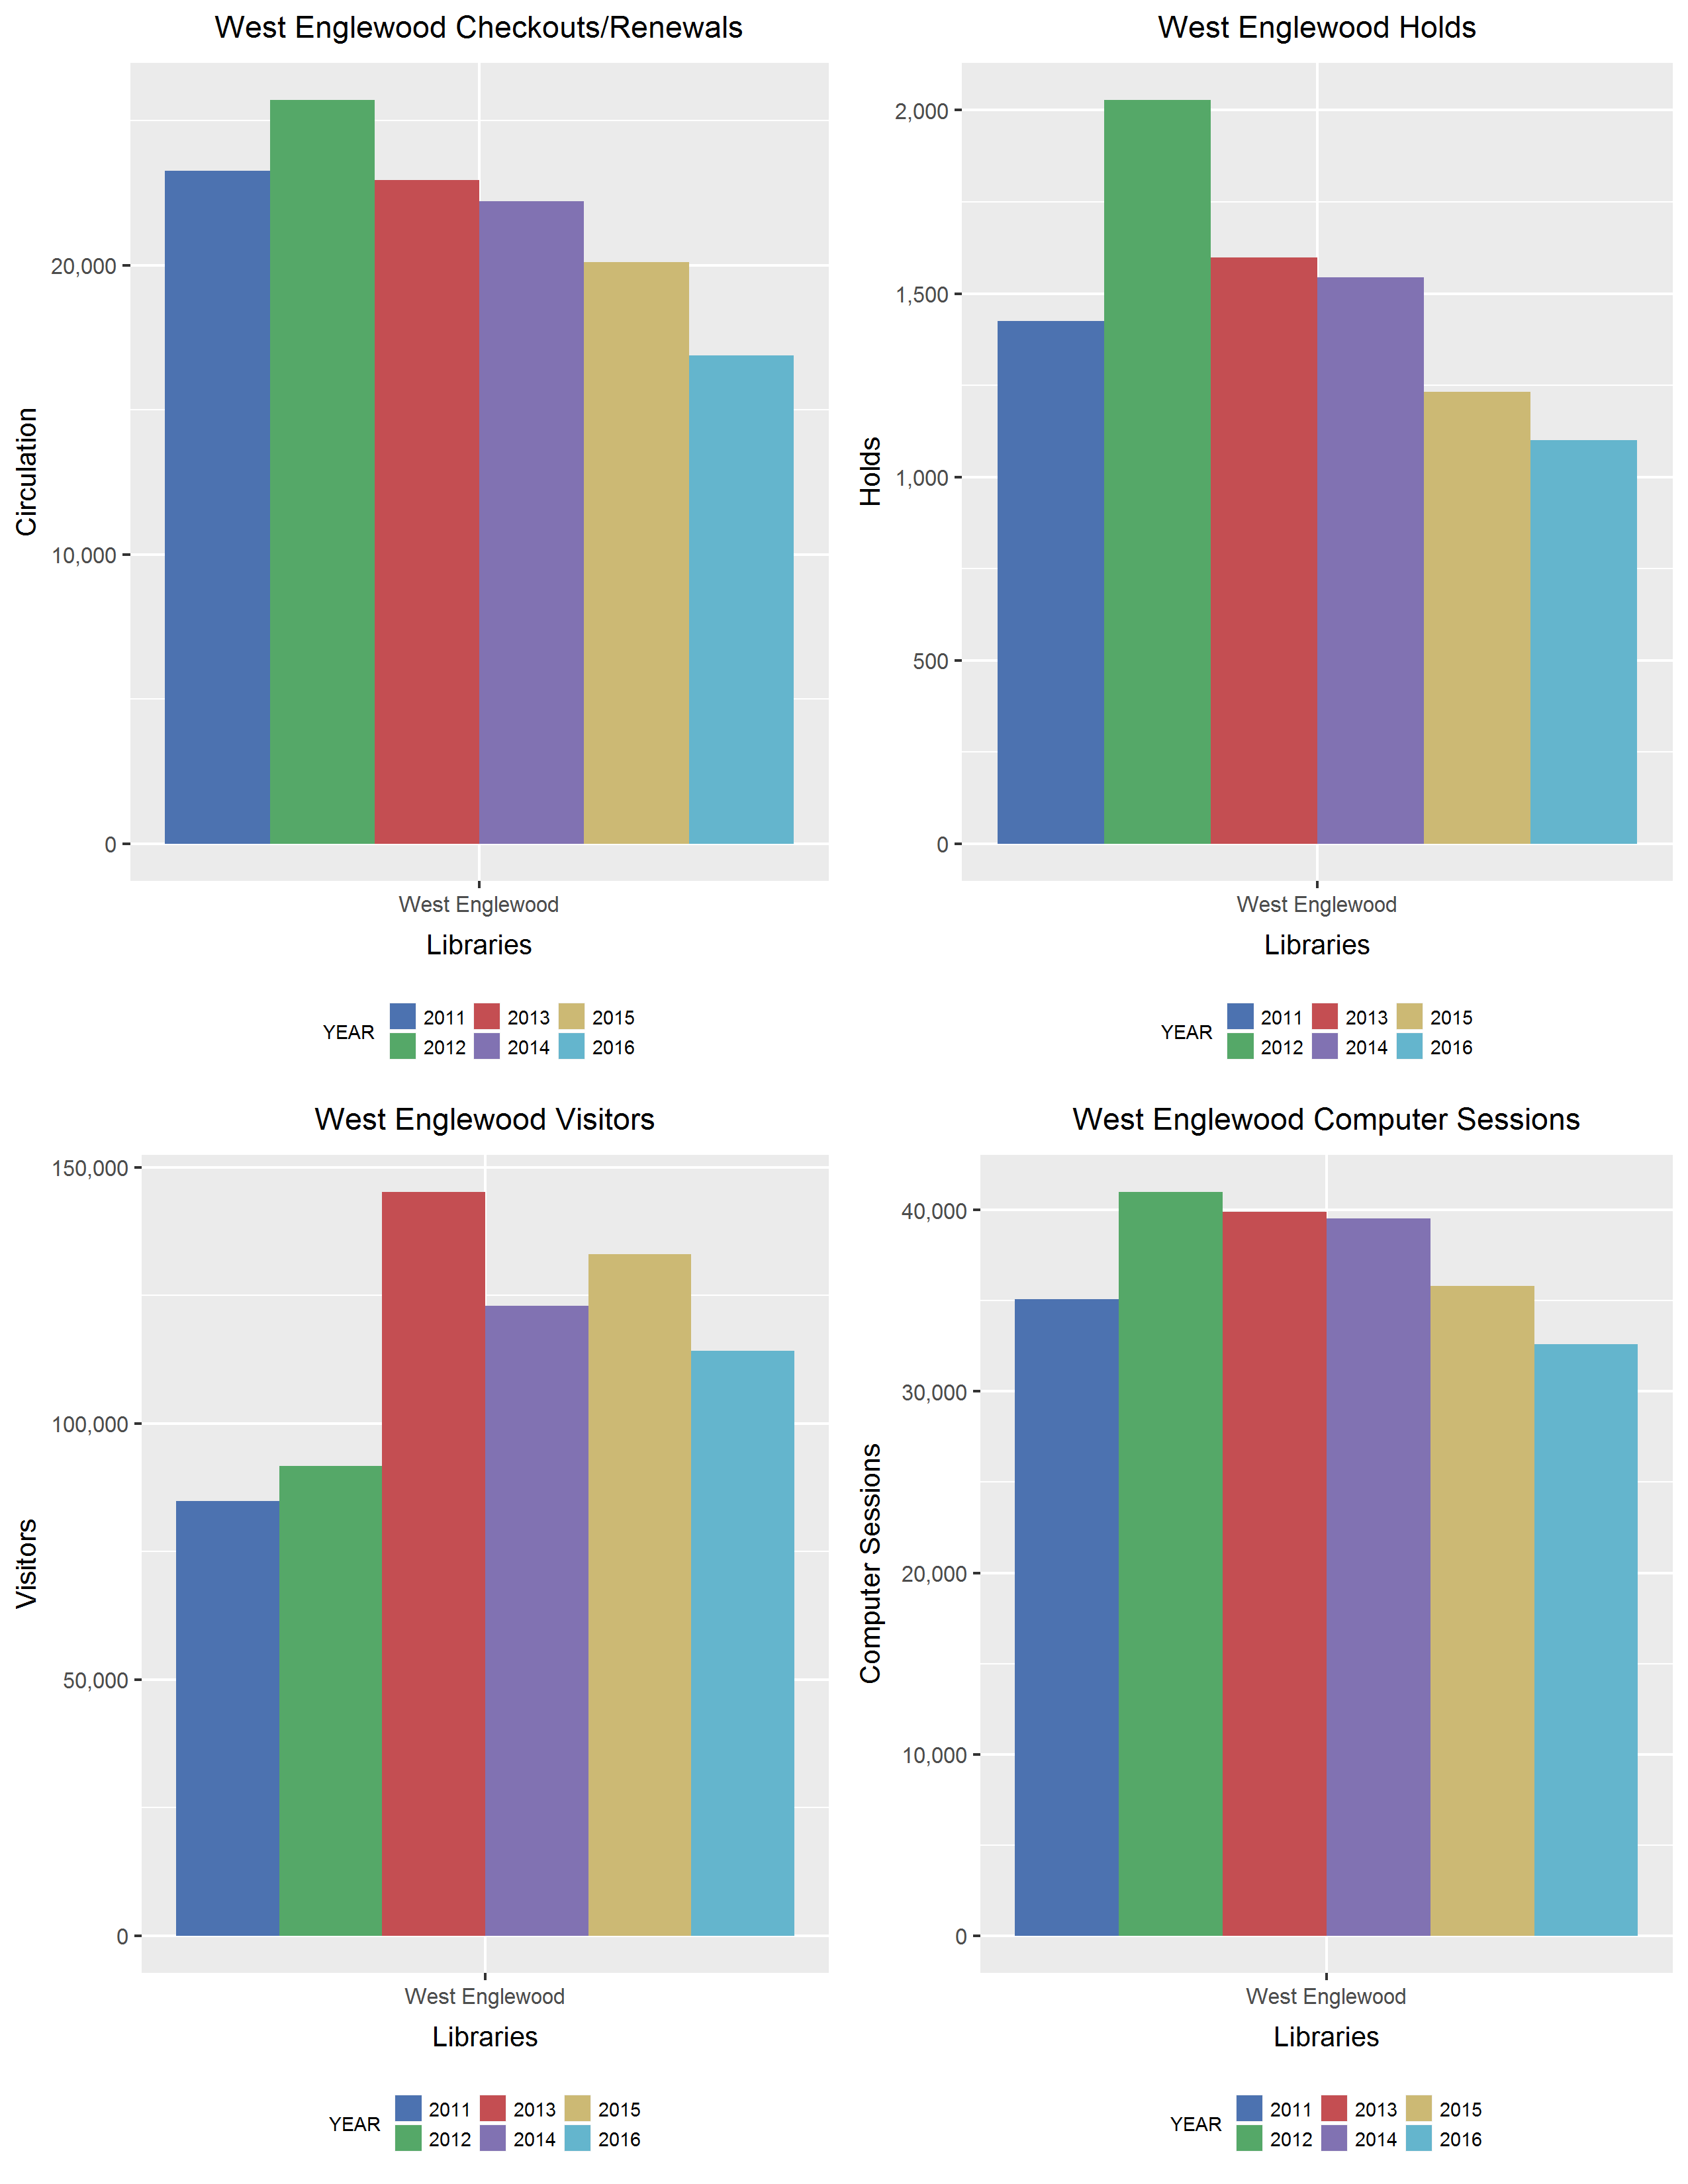 West Englewood Checkouts/Renewals
Circulation
20,000
10,000
0
West Englewood
Libraries
YEAR
2011 2013 2015
2012 2014 2016
West Englewood Holds
Holds
2,000
1,500
1,000
500
0
West Englewood
Libraries
YEAR
2011 2013 2015
2012 2014 2016
West Englewood Visitors
Visitors
150,000
100,000
50,000
0
West Englewood
Libraries
YEAR
2011 2013 2015
2012 2014 2016
West Englewood Computer Sessions
Computer Sessions
40,000
30,000
20,000
10,000
0
West Englewood
Libraries
YEAR
2011 2013 2015
2012 2014 2016